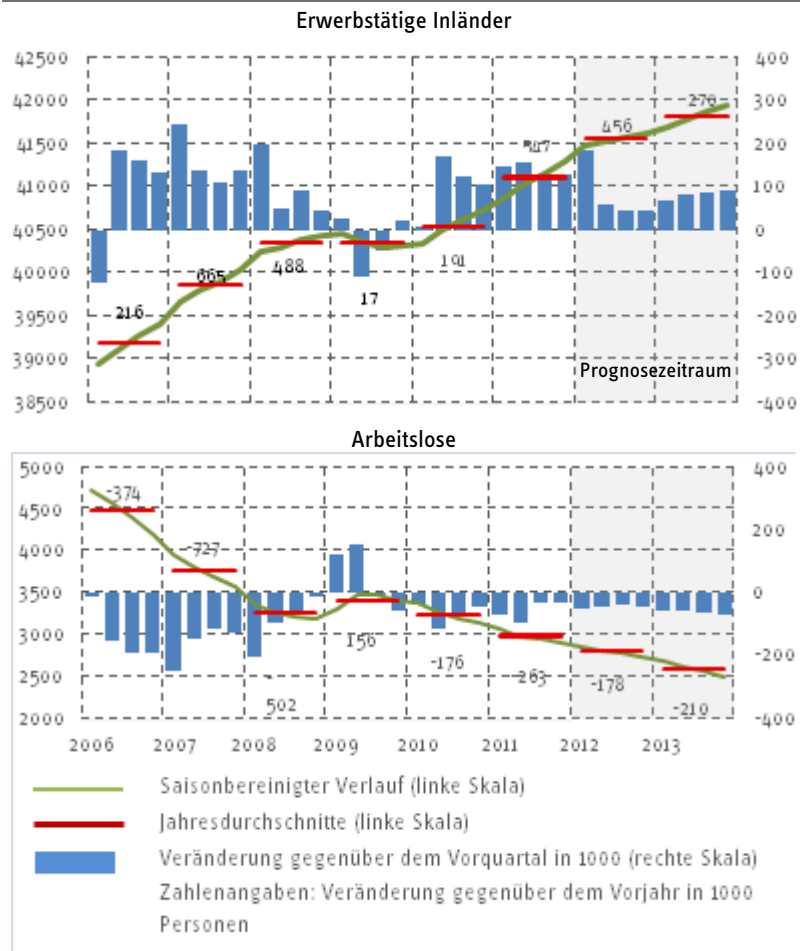 Erwerbstätige Inländer
42500 400
42000 300
41500 200
41000 100
40500 0
40000 -100
39500 -200
39000 -300
38500 -400
216 665 488 17 191 547 456 276
Prognosezeitraum
Arbeitslose
5000 400
4500 200
4000
3500 0
3000 -200
2500
2000 -400
-374 -727 -
502 156 -176 -263 -178 -210
2006 2007 2008 2009 2010 2011 2012 2013
Saisonbereinigter Verlauf (linke Skala)
Jahresdurchschnitte (linke Skala)
Veränderung gegenüber dem Vorquartal in 1000 (rechte Skala)
Zahlenangaben: Veränderung gegenüber dem Vorjahr in 1000
Personen